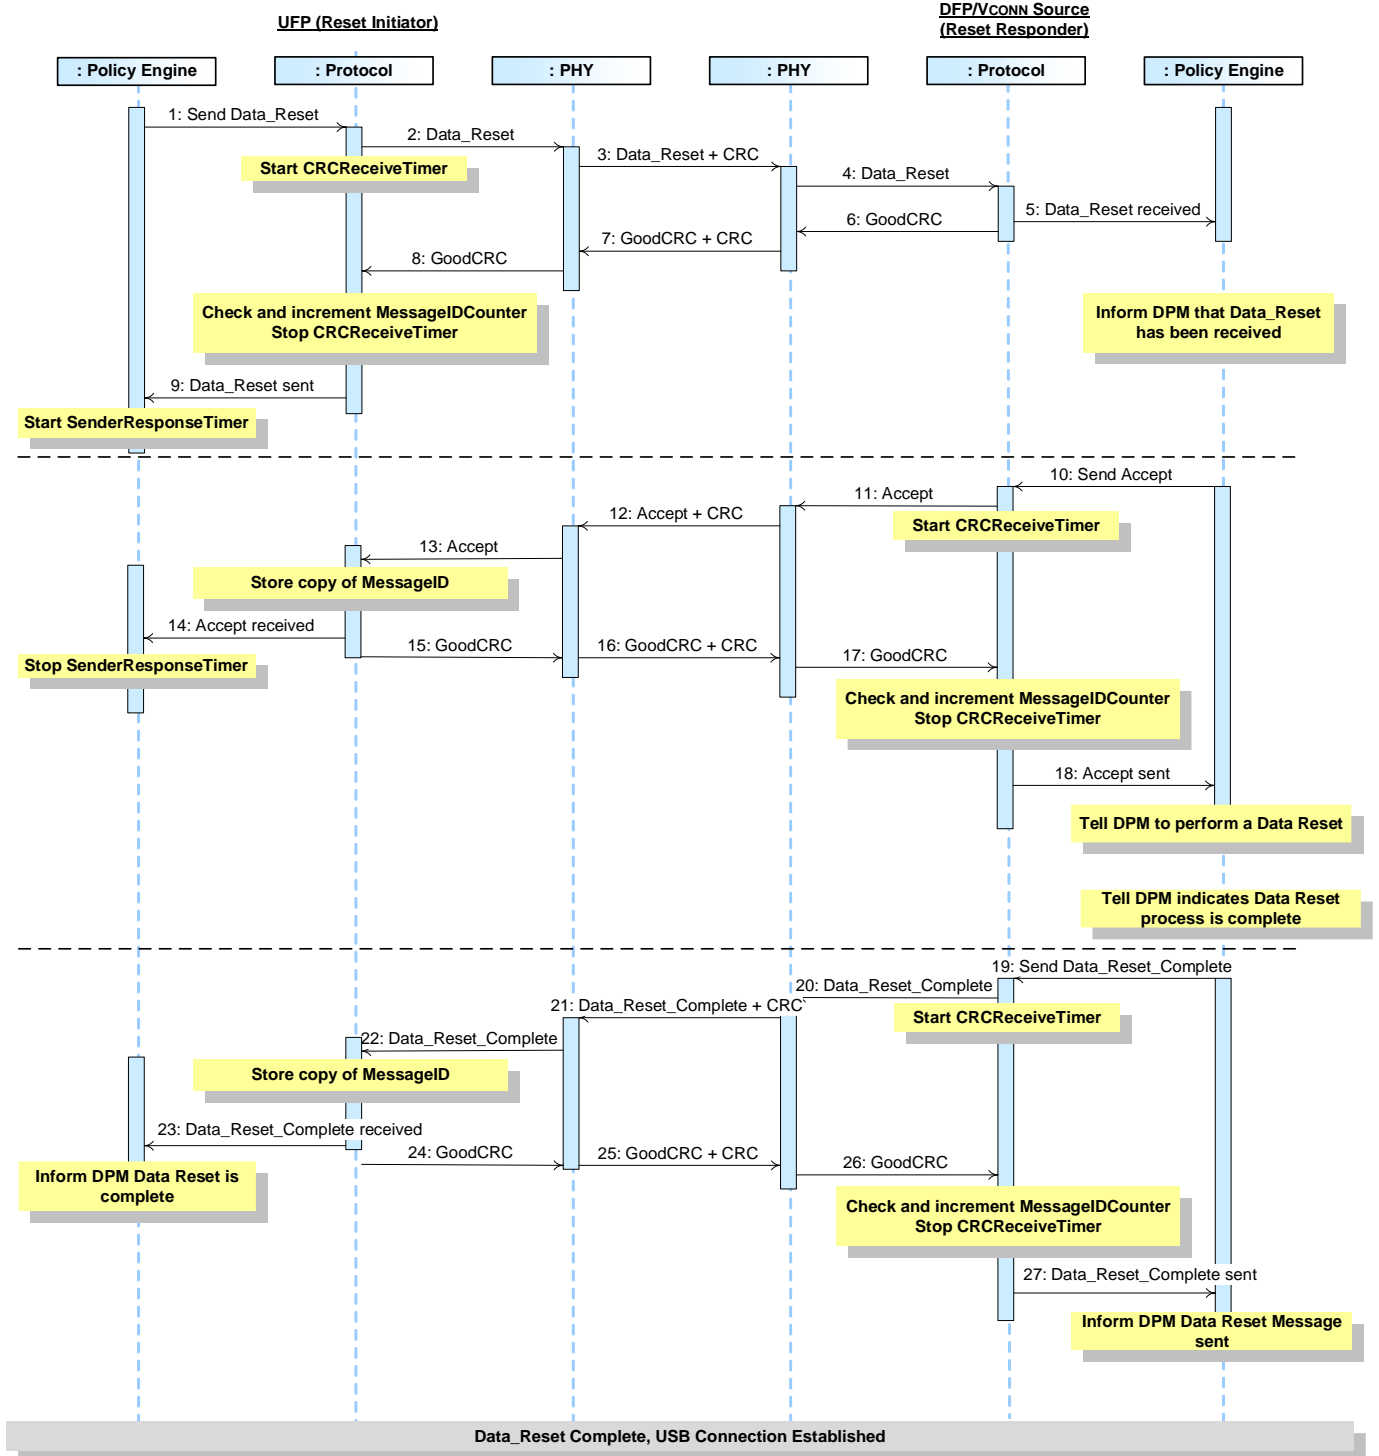 UFP (Reset Initiator)
DFP/VCONN Source
(Reset Responder)
: Policy Engine
: Protocol
: PHY
: PHY
: Protocol
: Policy Engine
1: Send Data_Reset
2: Data_Reset
Start CRCReceiveTimer
3: Data_Reset + CRC
4: Data_Reset
5: Data_Reset received
6: GoodCRC
7: GoodCRC + CRC
8: GoodCRC
Check and increment MessageIDCounter
Stop CRCReceiveTimer
Inform DPM that Data_Reset
has been received
9: Data_Reset sent
Start SenderResponseTimer
10: Send Accept
11: Accept
Start CRCReceiveTimer
12: Accept + CRC
13: Accept
Store copy of MessageID
14: Accept received
15: GoodCRC
16: GoodCRC + CRC
17: GoodCRC
Stop SenderResponseTimer
Check and increment MessageIDCounter
Stop CRCReceiveTimer
18: Accept sent
Tell DPM to perform a Data Reset
Tell DPM indicates Data Reset
process is complete
19: Send Data_Reset_Complete
20: Data_Reset_Complete
Start CRCReceiveTimer
21: Data_Reset_Complete + CRC
22: Data_Reset_Complete
Store copy of MessageID
23: Data_Reset_Complete received
24: GoodCRC
25: GoodCRC + CRC
26: GoodCRC
Inform DPM Data Reset is
complete
Check and increment MessageIDCounter
Stop CRCReceiveTimer
27: Data_Reset_Complete sent
Inform DPM Data Reset Message
sent
Data_Reset Complete, USB Connection Established